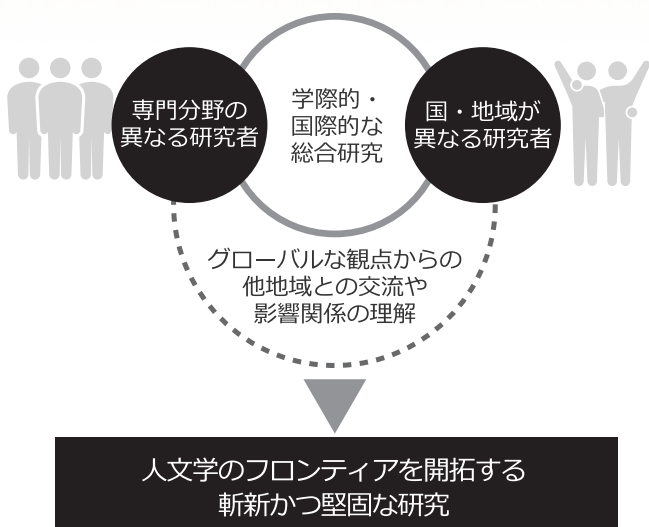 専門分野の
異なる研究者
学際的・
国際的な
総合研究
国・地域が
異なる研究者
グローバルな観点からの
他地域との交流や
影響関係の理解
人文学のフロンティアを開拓する
斬新かつ堅固な研究